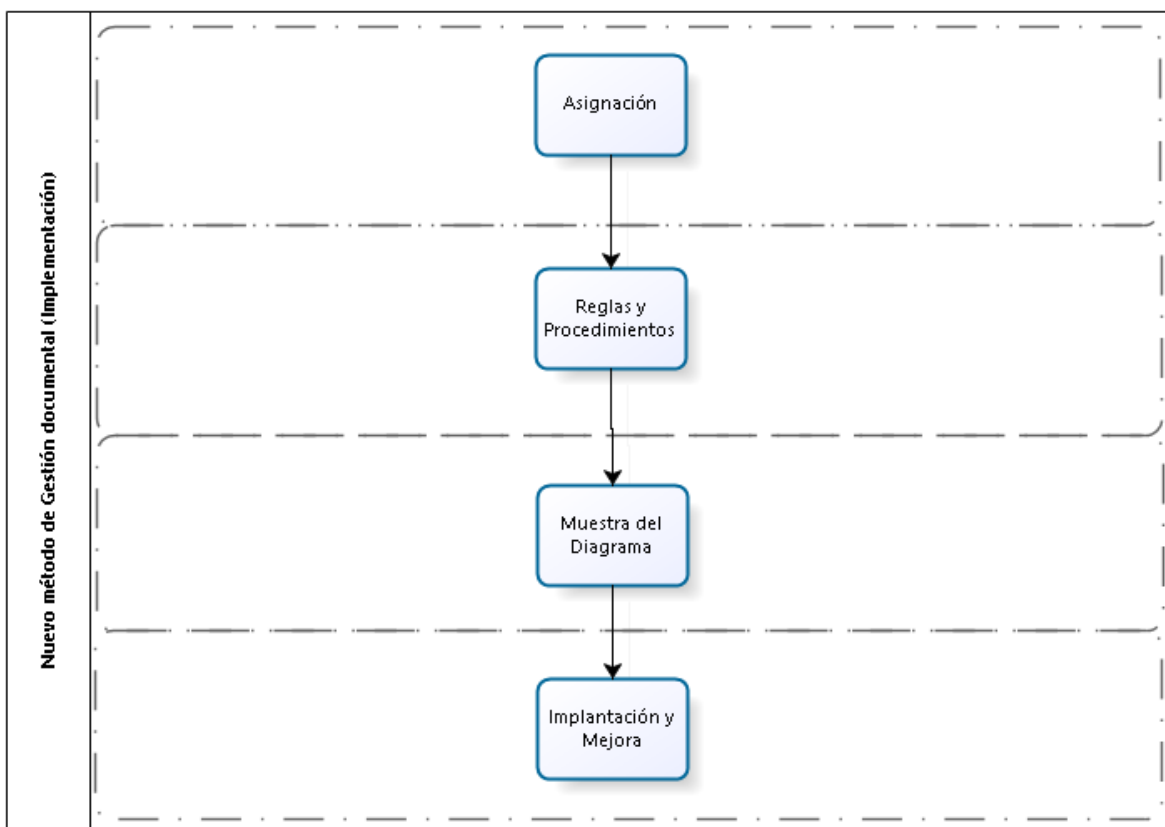 Nuevo método de Gestión documental (Implementación)
Asignación
Reglas y
Procedimientos
Muestra del
Diagrama
Implantación y
Mejora